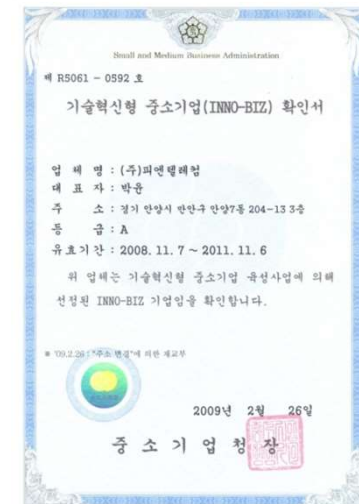 Small and Medium Business Administration
제 R5061 - 0592 호
기술혁신형 중소기업(INNO-BIZ) 확인서
업 체 명 : (주)피엔텔레컴
대 표 자 : 박윤
주 소 : 경기 안양시 만안구 안양7동 204-13 3층
등 급 : A
유효기간 : 2008. 11. 7 ~ 2011. 11. 6
위 업체는 기술혁신형 중소기업 육성사업에 의해
선정된 INNO-BIZ 기업임을 확인합니다.
※ '09.2.26 : "주소 변경"에 의한 재교부
2009년 2월 26일
중 소 기 업 청 장